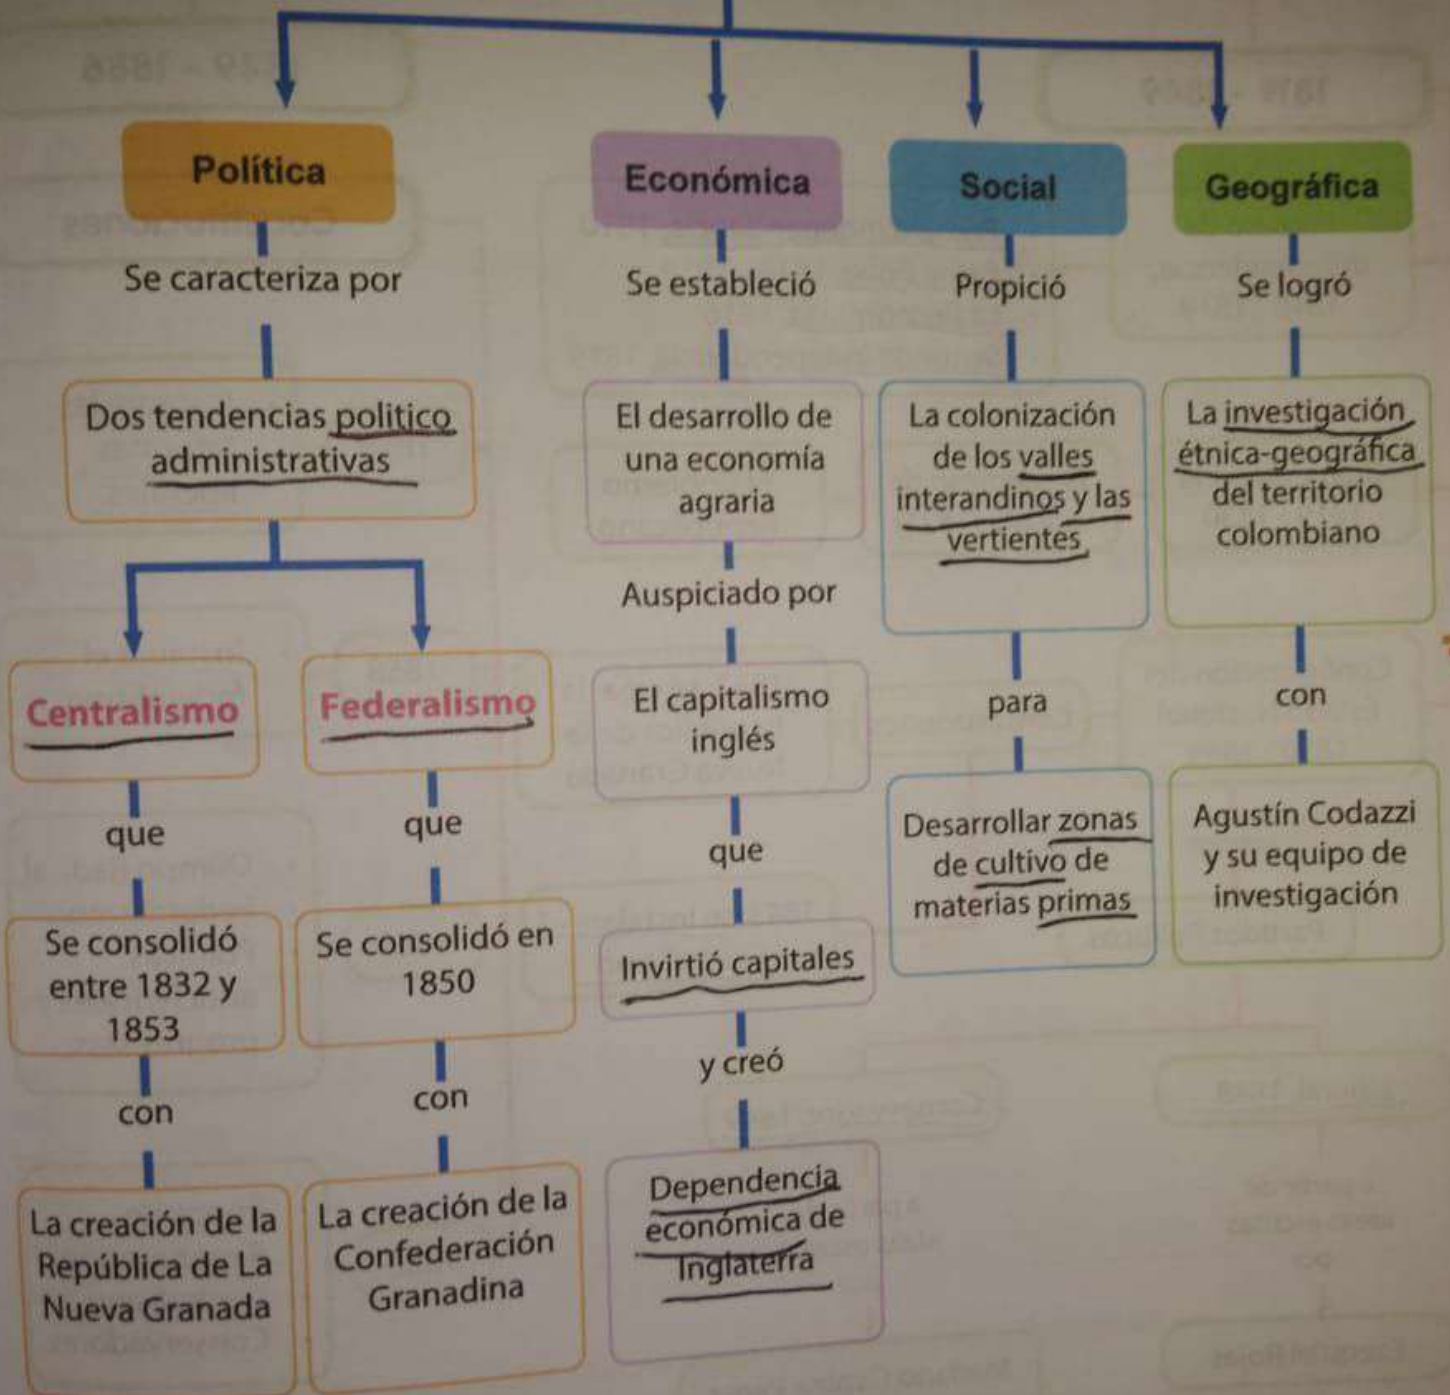 Política
Se caracteriza por
Dos tendencias politico
administrativas
Centralismo
que
Se consolidó
entre 1832 y
1853
con
La creación de la
República de La
Nueva Granada
Federalismo
que
Se consolidó en
1850
con
La creación de la
Confederación
Granadina
Económica
Se estableció
El desarrollo de
una economía
agraria
Auspiciado por
El capitalismo
inglés
que
Invirtió capitales
y creó
Dependencia
económica de
Inglaterra
Social
Propició
La colonización
de los valles
interandinos y las
vertientes
para
Desarrollar zonas
de cultivo de
materias primas
Geográfica
Se logró
La investigación
étnica-geográfica
del territorio
colombiano
con
Agustín Codazzi
y su equipo de
investigación